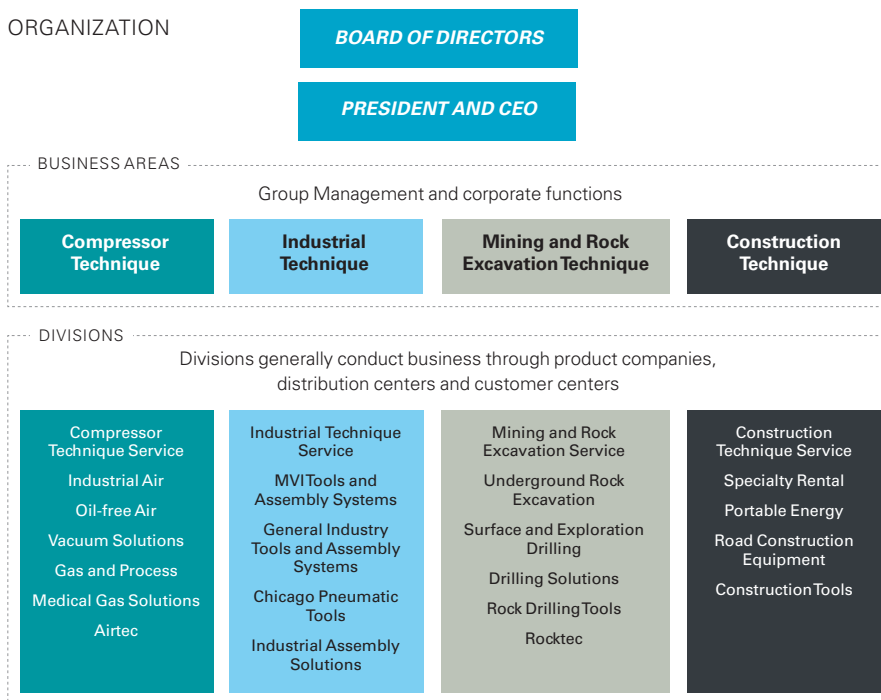 ORGANIZATION
BOARD OF DIRECTORS
PRESIDENT AND CEO
BUSINESS AREAS
Group Management and corporate functions
Compressor
Technique
Industrial
Technique
Mining and Rock
Excavation Technique
Construction
Technique
DIVISIONS
Divisions generally conduct business through product companies,
distribution centers and customer centers
Compressor
Technique Service
Industrial Air
Oil-free Air
Vacuum Solutions
Gas and Process
Medical Gas Solutions
Airtec
Industrial Technique
Service
MVI Tools and
Assembly Systems
General Industry
Tools and Assembly
Systems
Chicago Pneumatic
Tools
Industrial Assembly
Solutions
Mining and Rock
Excavation Service
Underground Rock
Excavation
Surface and Exploration
Drilling
Drilling Solutions
Rock Drilling Tools
Rocktec
Construction
Technique Service
Specialty Rental
Portable Energy
Road Construction
Equipment
Construction Tools